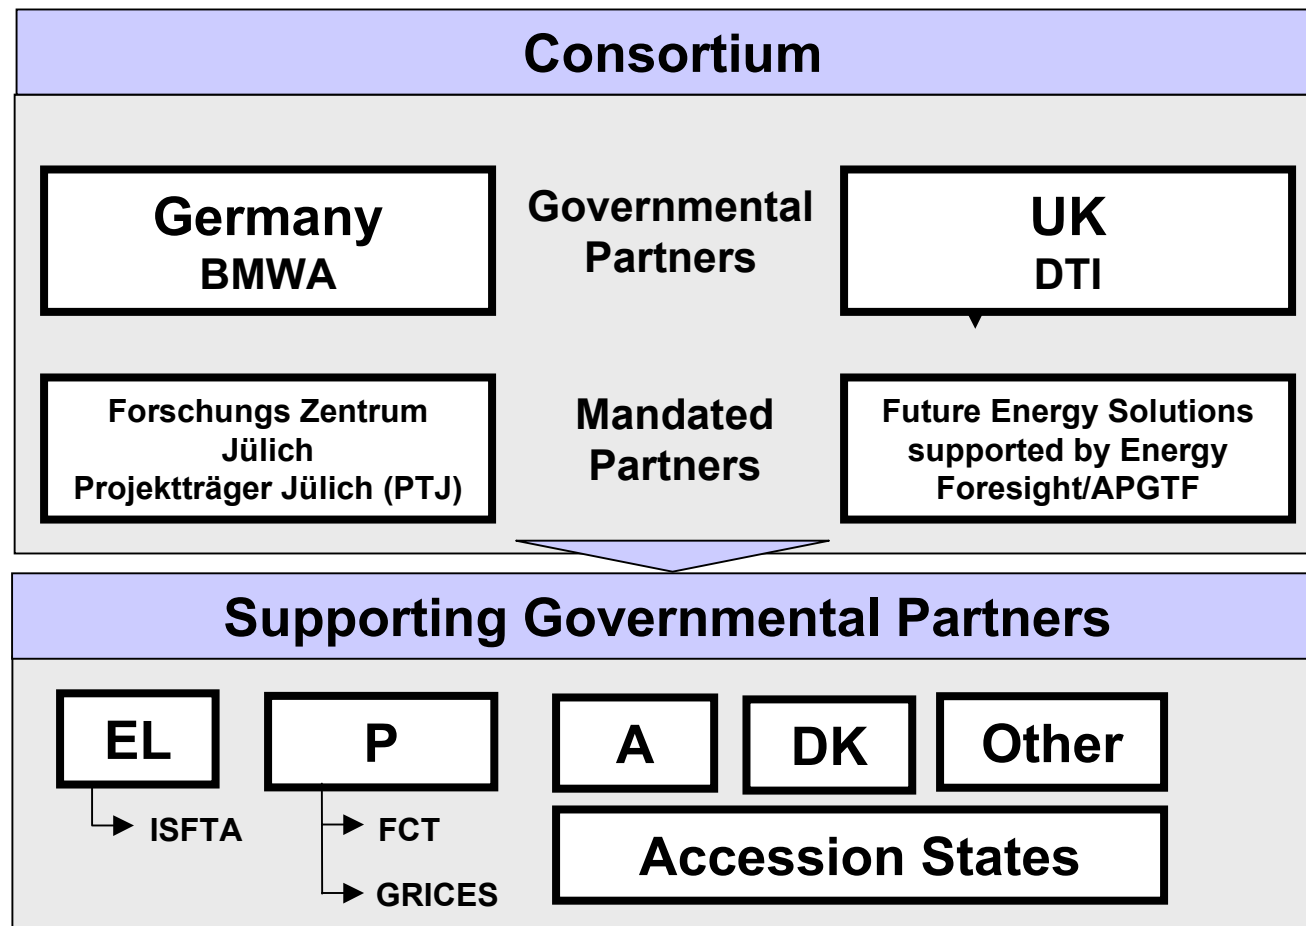 Consortium
Germany
BMWA
Governmental
Partners
UK
DTI
Forschungs Zentrum
Jülich
Projektträger Jülich (PTJ)
Mandated
Partners
Future Energy Solutions
supported by Energy
Foresight/APGTF
Supporting Governmental Partners
EL
P
A
DK
Other
ISFTA
FCT
GRICES
Accession States